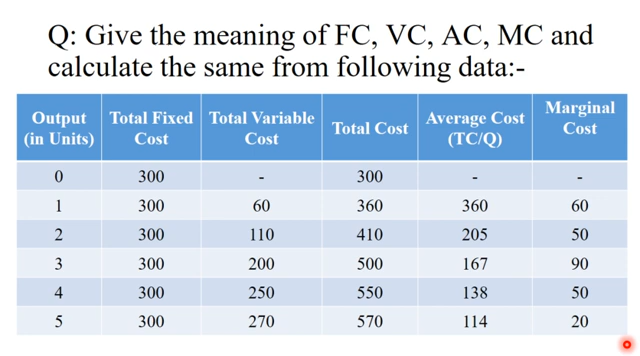 Q: Give the meaning of FC, VC, AC, MC and
calculate the same from following data:-
Output (in Units) Total Fixed Cost Total Variable Cost Total Cost Average Cost (TC/Q) Marginal Cost
0 300 - 300 - -
1 300 60 360 360 60
2 300 110 410 205 50
3 300 200 500 167 90
4 300 250 550 138 50
5 300 270 570 114 20